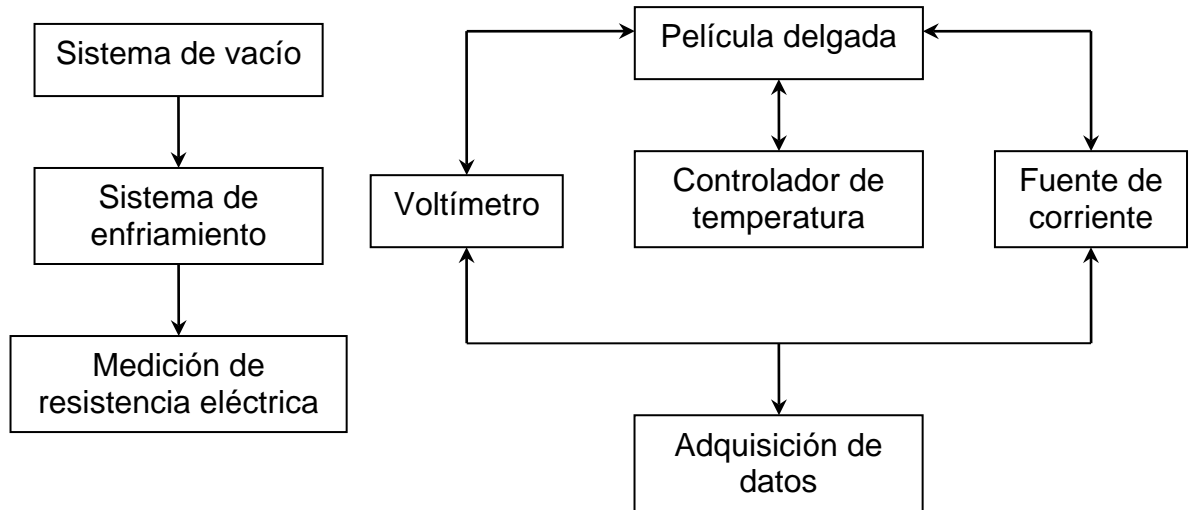 Sistema de vacío
Sistema de
enfriamiento
Medición de
resistencia eléctrica
Película delgada
Voltímetro
Controlador de
temperatura
Fuente de
corriente
Adquisición de
datos